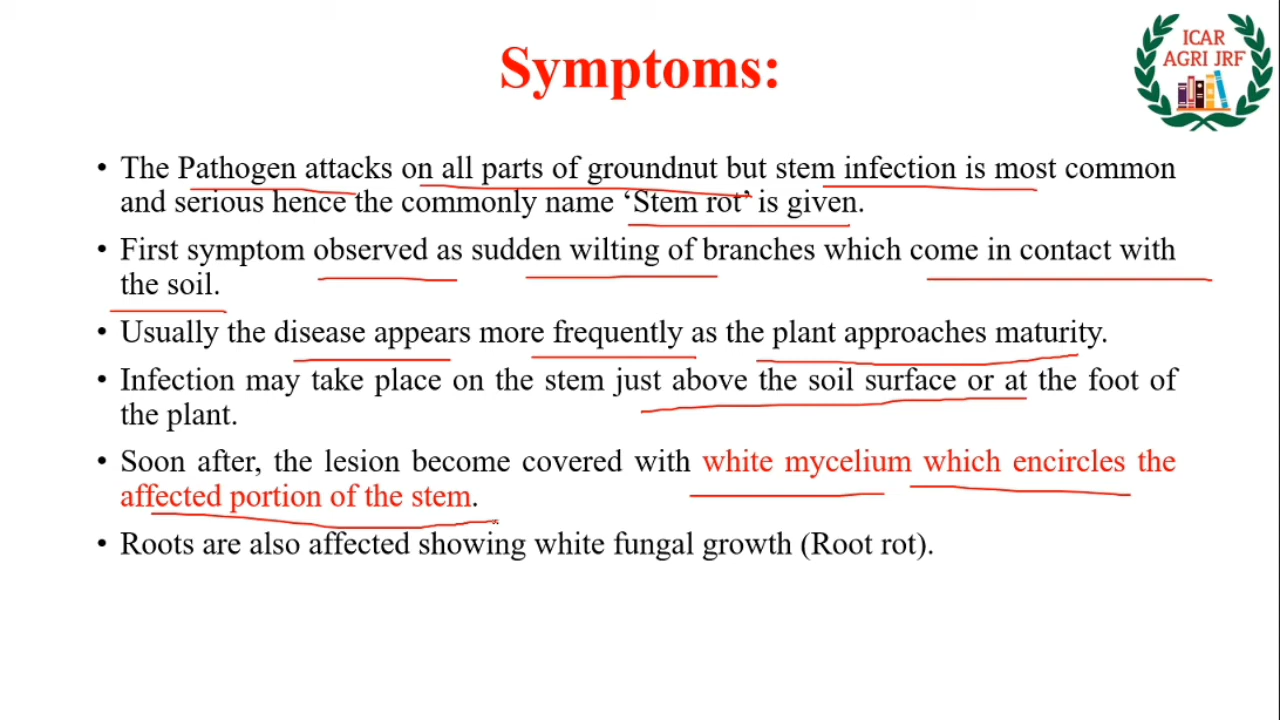 ICAR
AGRI JRF
Symptoms:
• The Pathogen attacks on all parts of groundnut but stem infection is most common
and serious hence the commonly name ‘Stem rot’ is given.
• First symptom observed as sudden wilting of branches which come in contact with
the soil.
• Usually the disease appears more frequently as the plant approaches maturity.
• Infection may take place on the stem just above the soil surface or at the foot of
the plant.
• Soon after, the lesion become covered with white mycelium which encircles the
affected portion of the stem.
• Roots are also affected showing white fungal growth (Root rot).